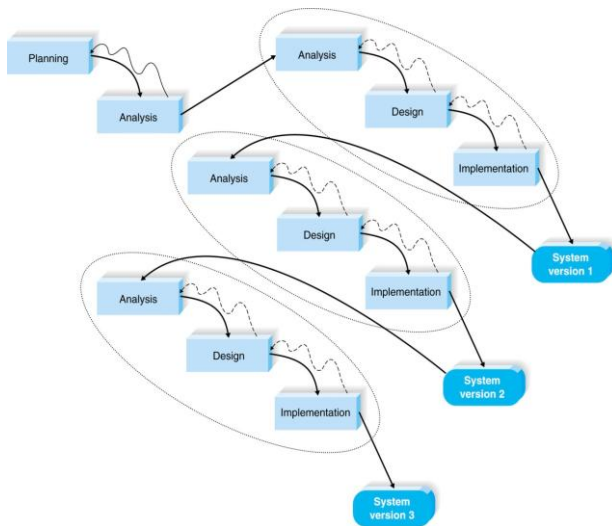 Planning
Analysis
Analysis
Design
Implementation
System
version 1
Analysis
Design
Implementation
System
version 2
Analysis
Design
Implementation
System
version 3